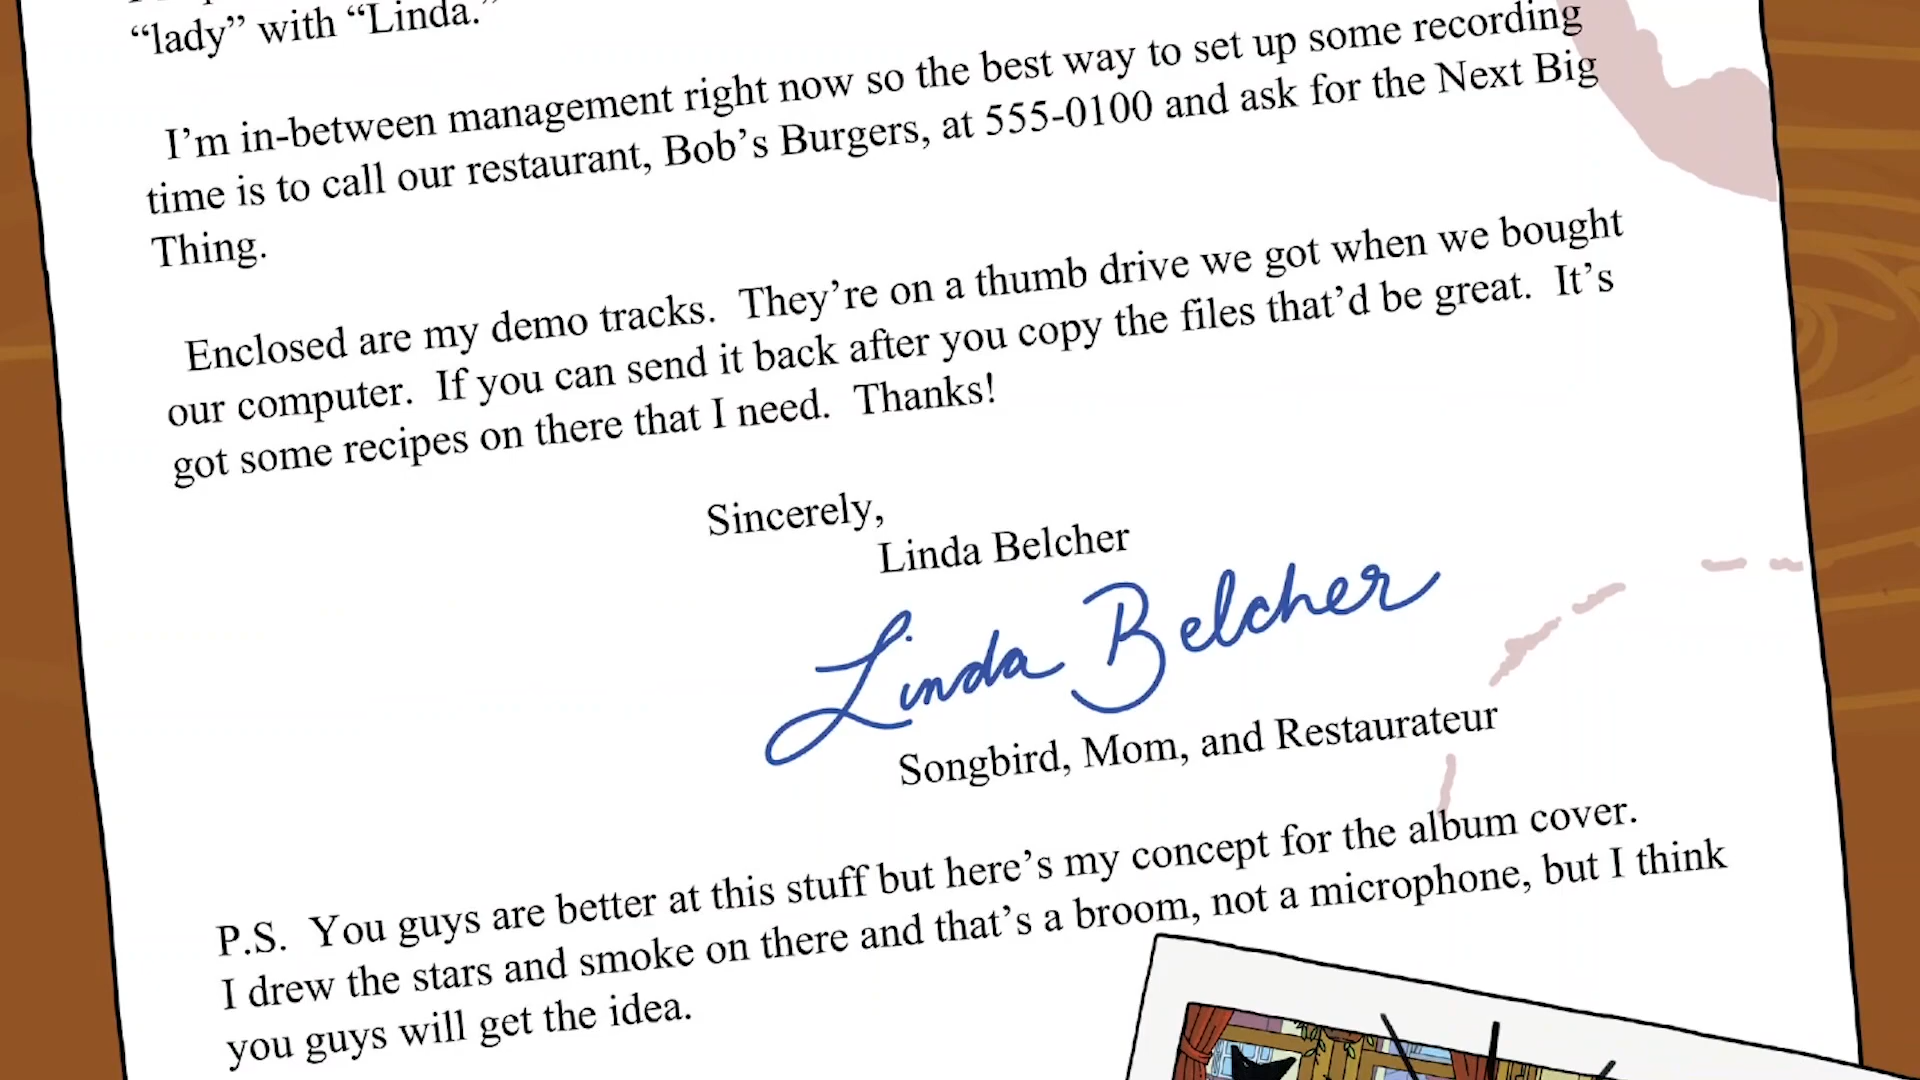 “lady” with “Linda.”
I’m in-between management right now so the best way to set up some recording
time is to call our restaurant, Bob’s Burgers, at 555-0100 and ask for the Next Big
Thing.
Enclosed are my demo tracks.  They’re on a thumb drive we got when we bought
our computer.  If you can send it back after you copy the files that’d be great.  It’s
got some recipes on there that I need.  Thanks!
Sincerely,
Linda Belcher
Linda Belcher
Songbird, Mom, and Restaurateur
P.S.  You guys are better at this stuff but here’s my concept for the album cover.
I drew the stars and smoke on there and that’s a broom, not a microphone, but I think
you guys will get the idea.